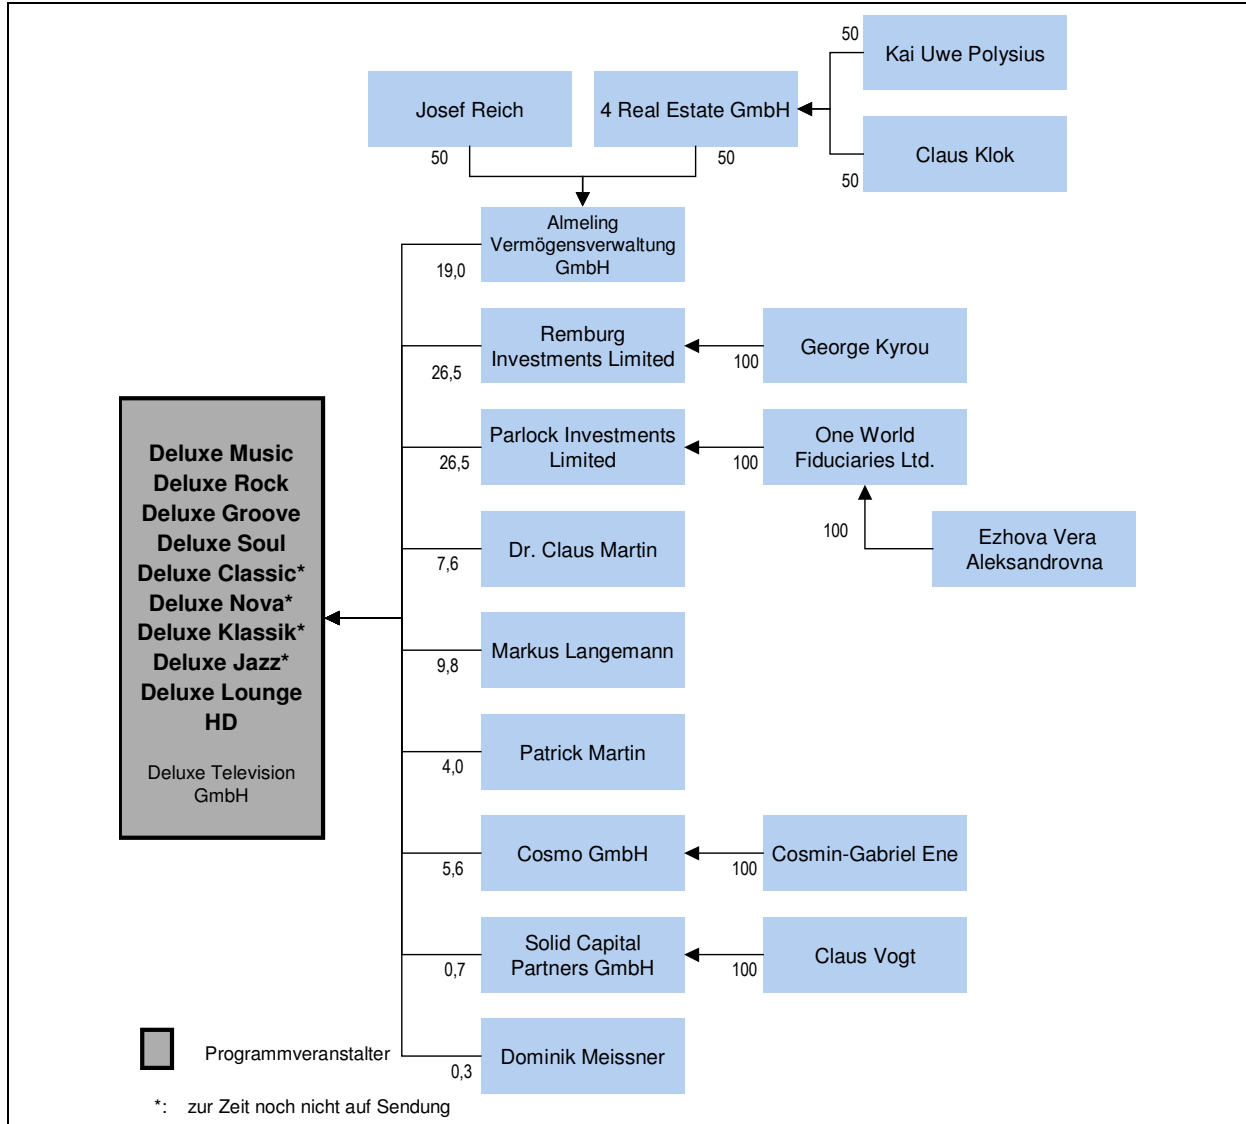 50
Kai Uwe Polysius
Josef Reich
4 Real Estate GmbH
50
50
Claus Klok
50
Almeling
Vermögensverwaltung
GmbH
19,0
Remburg
Investments Limited
26,5
100
George Kyrou
Parlock Investments
Limited
26,5
100
One World
Fiduciaries Ltd.
100
Ezhova Vera
Aleksandrovna
Dr. Claus Martin
7,6
Markus Langemann
9,8
Patrick Martin
4,0
Cosmo GmbH
5,6
100
Cosmin-Gabriel Ene
Solid Capital
Partners GmbH
0,7
100
Claus Vogt
Dominik Meissner
0,3
Deluxe Music
Deluxe Rock
Deluxe Groove
Deluxe Soul
Deluxe Classic*
Deluxe Nova*
Deluxe Klassik*
Deluxe Jazz*
Deluxe Lounge
HD
Deluxe Television
GmbH
Programmveranstalter
*: zur Zeit noch nicht auf Sendung